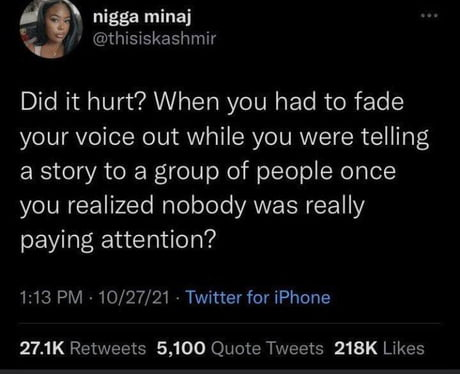 nigga minaj
@thisiskashmir
Did it hurt? When you had to fade
your voice out while you were telling
a story to a group of people once
you realized nobody was really
paying attention?
1:13 PM · 10/27/21 · Twitter for iPhone
27.1K Retweets 5,100 Quote Tweets 218K Likes